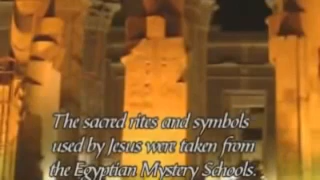 The sacred rites and symbols
used by Jesus were taken from
the Egyptian Mystery Schools.